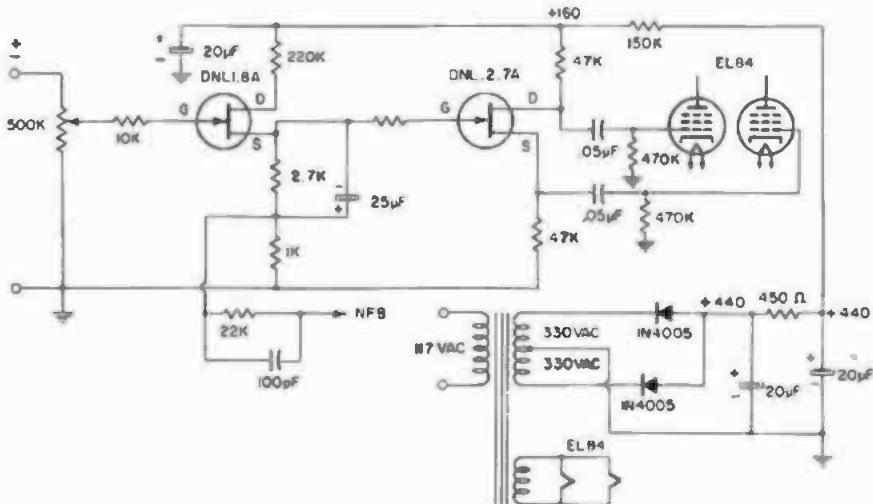 +160
+
-
+
-
20µF
220K
47K
150K
EL84
DNL1.8A
DNL.2.7A
G
D
S
G
D
S
500K
10K
.05µF
470K
2.7K
-
+
25µF
.05µF
470K
47K
1K
22K
NFB
100pF
117 VAC
330VAC
330VAC
1N4005
+440
450 Ω
+440
1N4005
+
-
20µF
+
-
20µF
EL84